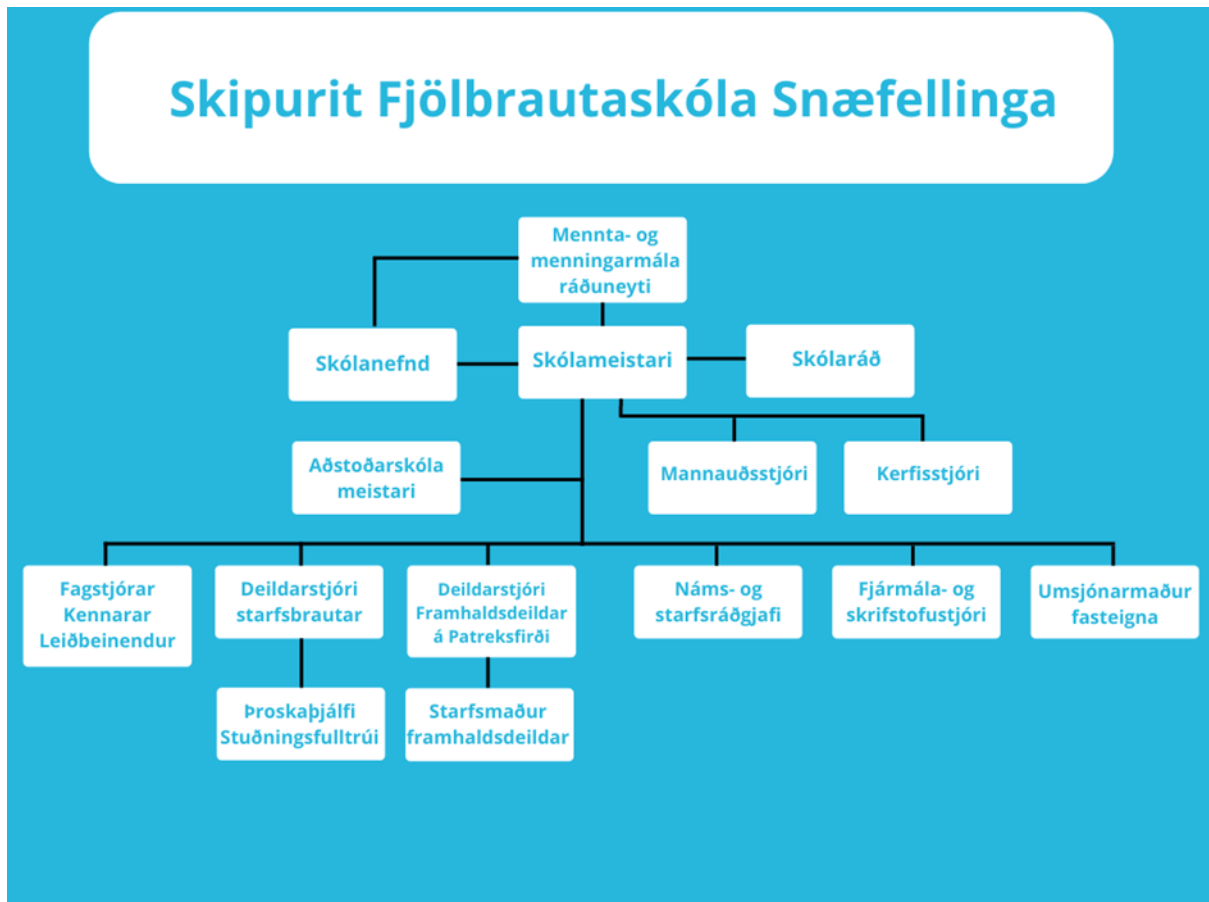 Skipurit Fjölbrautaskóla Snæfellinga
Mennta- og
menningarmála
ráðuneyti
Skólanefnd
Skólameistari
Skólaráð
Aðstoðarskóla
meistari
Mannauðsstjóri
Kerfisstjóri
Fagstjórar
Kennarar
Leiðbeinendur
Deildarstjóri
starfsbrautar
Deildarstjóri
Framhaldsdeildar
á Patreksfirði
Náms- og
starfsráðgjafi
Fjármála- og
skrifstofustjóri
Umsjónarmaður
fasteigna
Þroskaþjálfi
Stuðningsfulltrúi
Starfsmaður
framhaldsdeildar